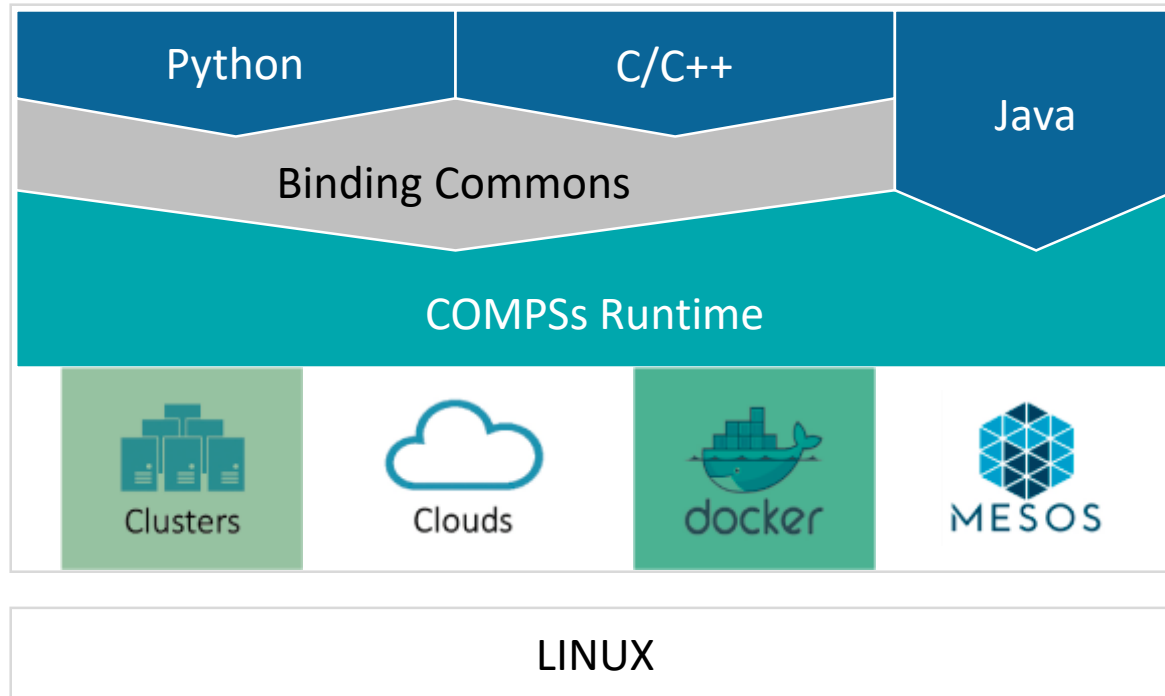 Python
C/C++
Java
Binding Commons
COMPSs Runtime
Clusters
Clouds
docker
MESOS
LINUX